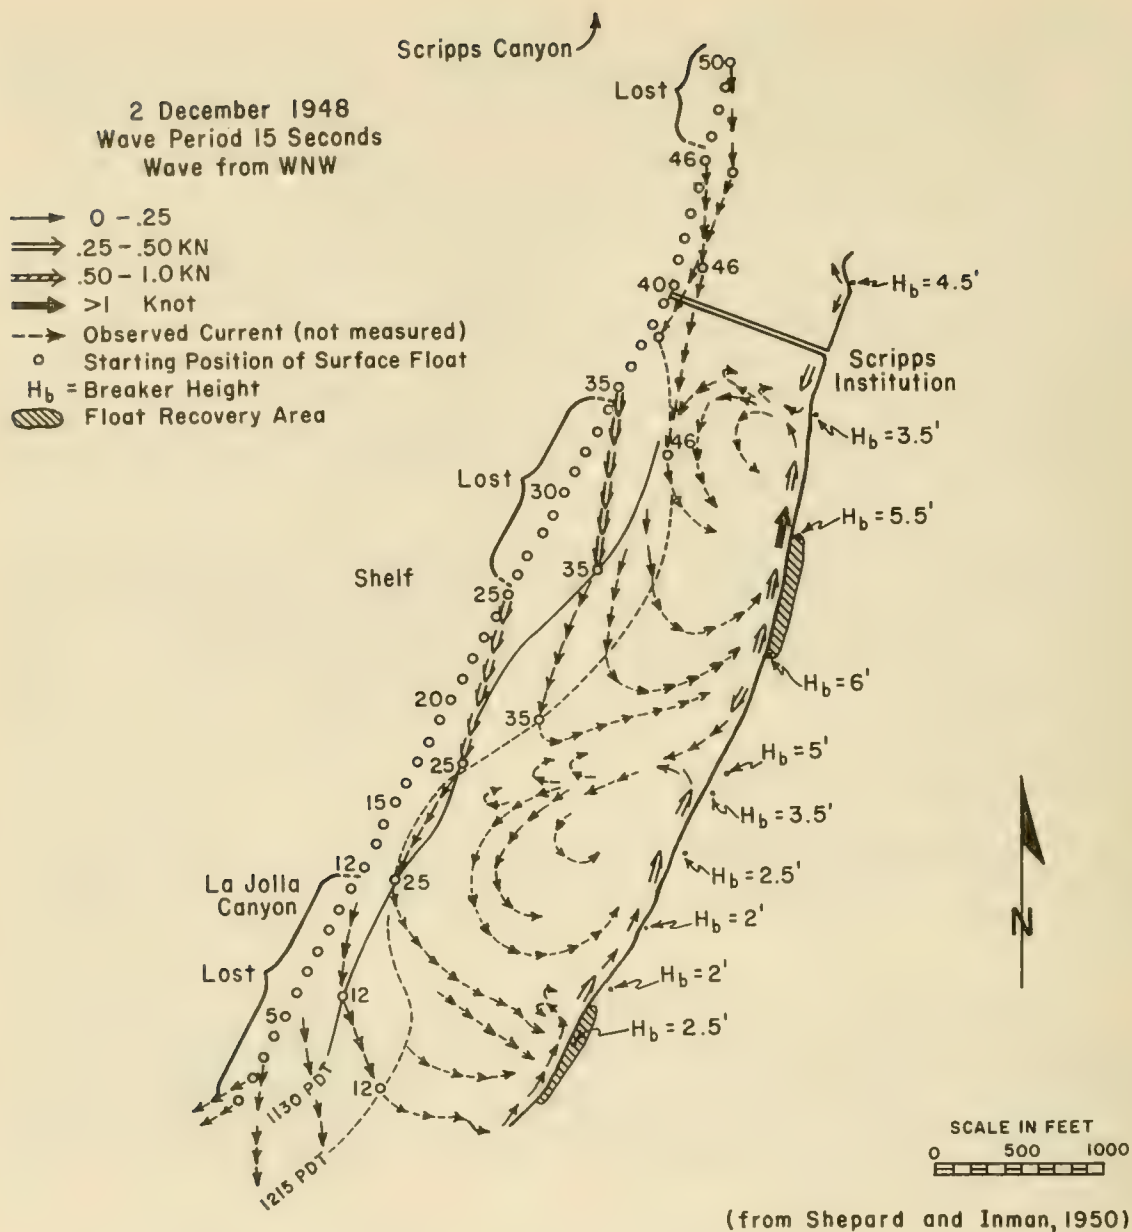 Scripps Canyon
50
Lost
2 December 1948
Wave Period 15 Seconds
Wave from WNW
46
0 - .25
.25 - .50 KN
.50 - 1.0 KN
>1 Knot
Observed Current (not measured)
Starting Position of Surface Float
Hb = Breaker Height
Float Recovery Area
46
40
Hb = 4.5'
Scripps
Institution
35
Hb = 3.5'
46
Lost
30
Hb = 5.5'
Shelf
35
25
Hb = 6'
20
35
25
Hb = 5'
15
Hb = 3.5'
12
Hb = 2.5'
La Jolla
Canyon
25
Hb = 2'
N
Lost
12
Hb = 2'
5
Hb = 2.5'
12
1130 PDT
1215 PDT
SCALE IN FEET
0 500 1000
(from Shepard and Inman, 1950)